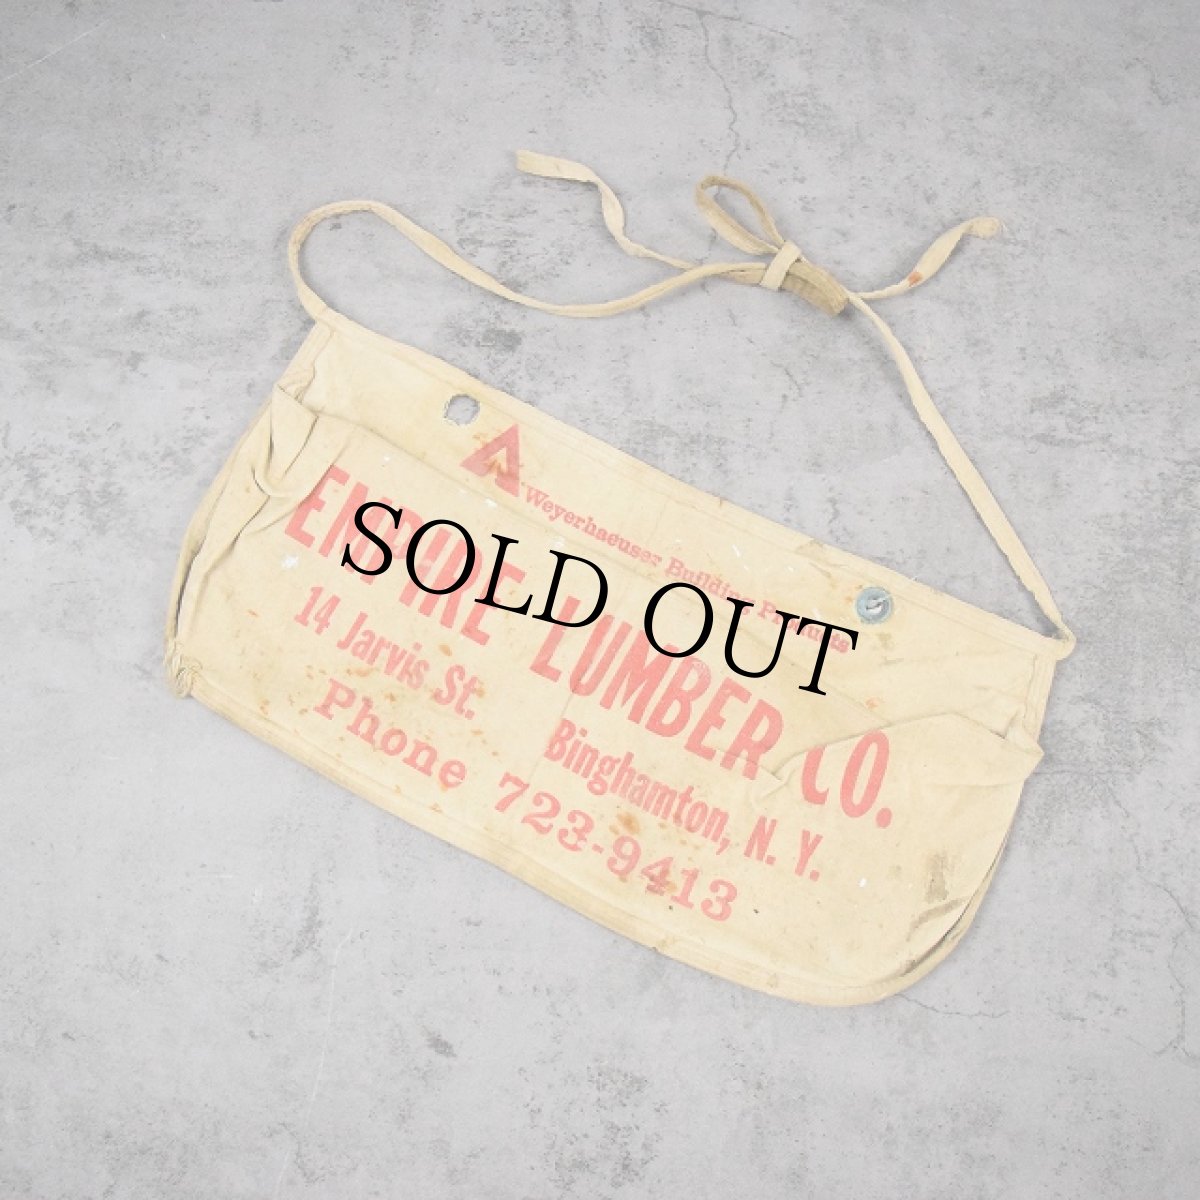 Weyerhaeuser Building Products
EMPIRE LUMBER CO.
14 Jarvis St. Binghamton, N. Y.
Phone 723-9413
SOLD OUT